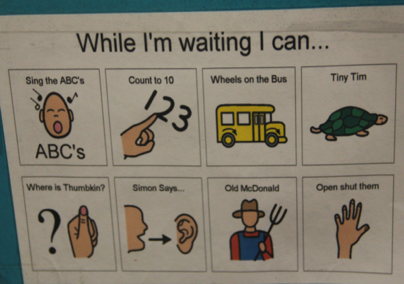 While I'm waiting I can...
Sing the ABC's
Count to 10
Wheels on the Bus
Tiny Tim
123
ABC's
Where is Thumbkin?
Simon Says...
Old McDonald
Open shut them
?